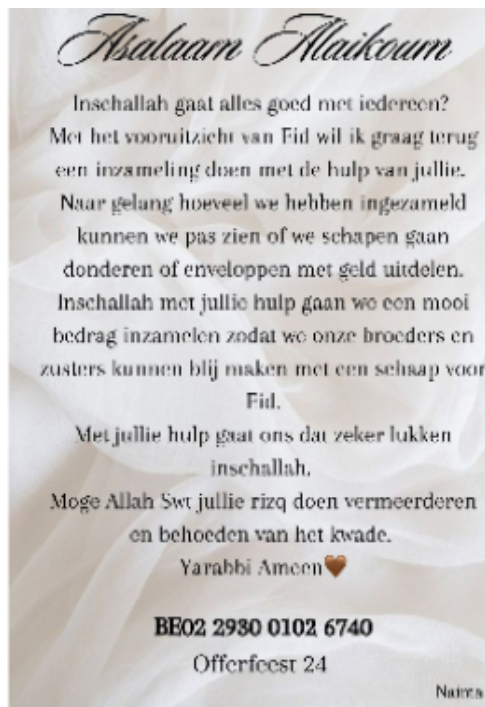 Asalaam Alaikoum
Inschallah gaat alles goed met iedereen?
Met het vooruitzicht van Eid wil ik graag terug
een inzameling doen met de hulp van jullie.
Naar gelang hoeveel we hebben ingezameld
kunnen we pas zien of we schapen gaan
donderen of enveloppen met geld uitdelen.
Inschallah met jullie hulp gaan we een mooi
bedrag inzamelen zodat we onze broeders en
zusters kunnen blij maken met een schaap voor
Eid.
Met jullie hulp gaat ons dat zeker lukken
inschallah.
Moge Allah Swt jullie rizq doen vermeerderen
en behoeden van het kwade.
Yarabbi Ameen🤎
BE02 2930 0102 6740
Offerfeest 24
Naima